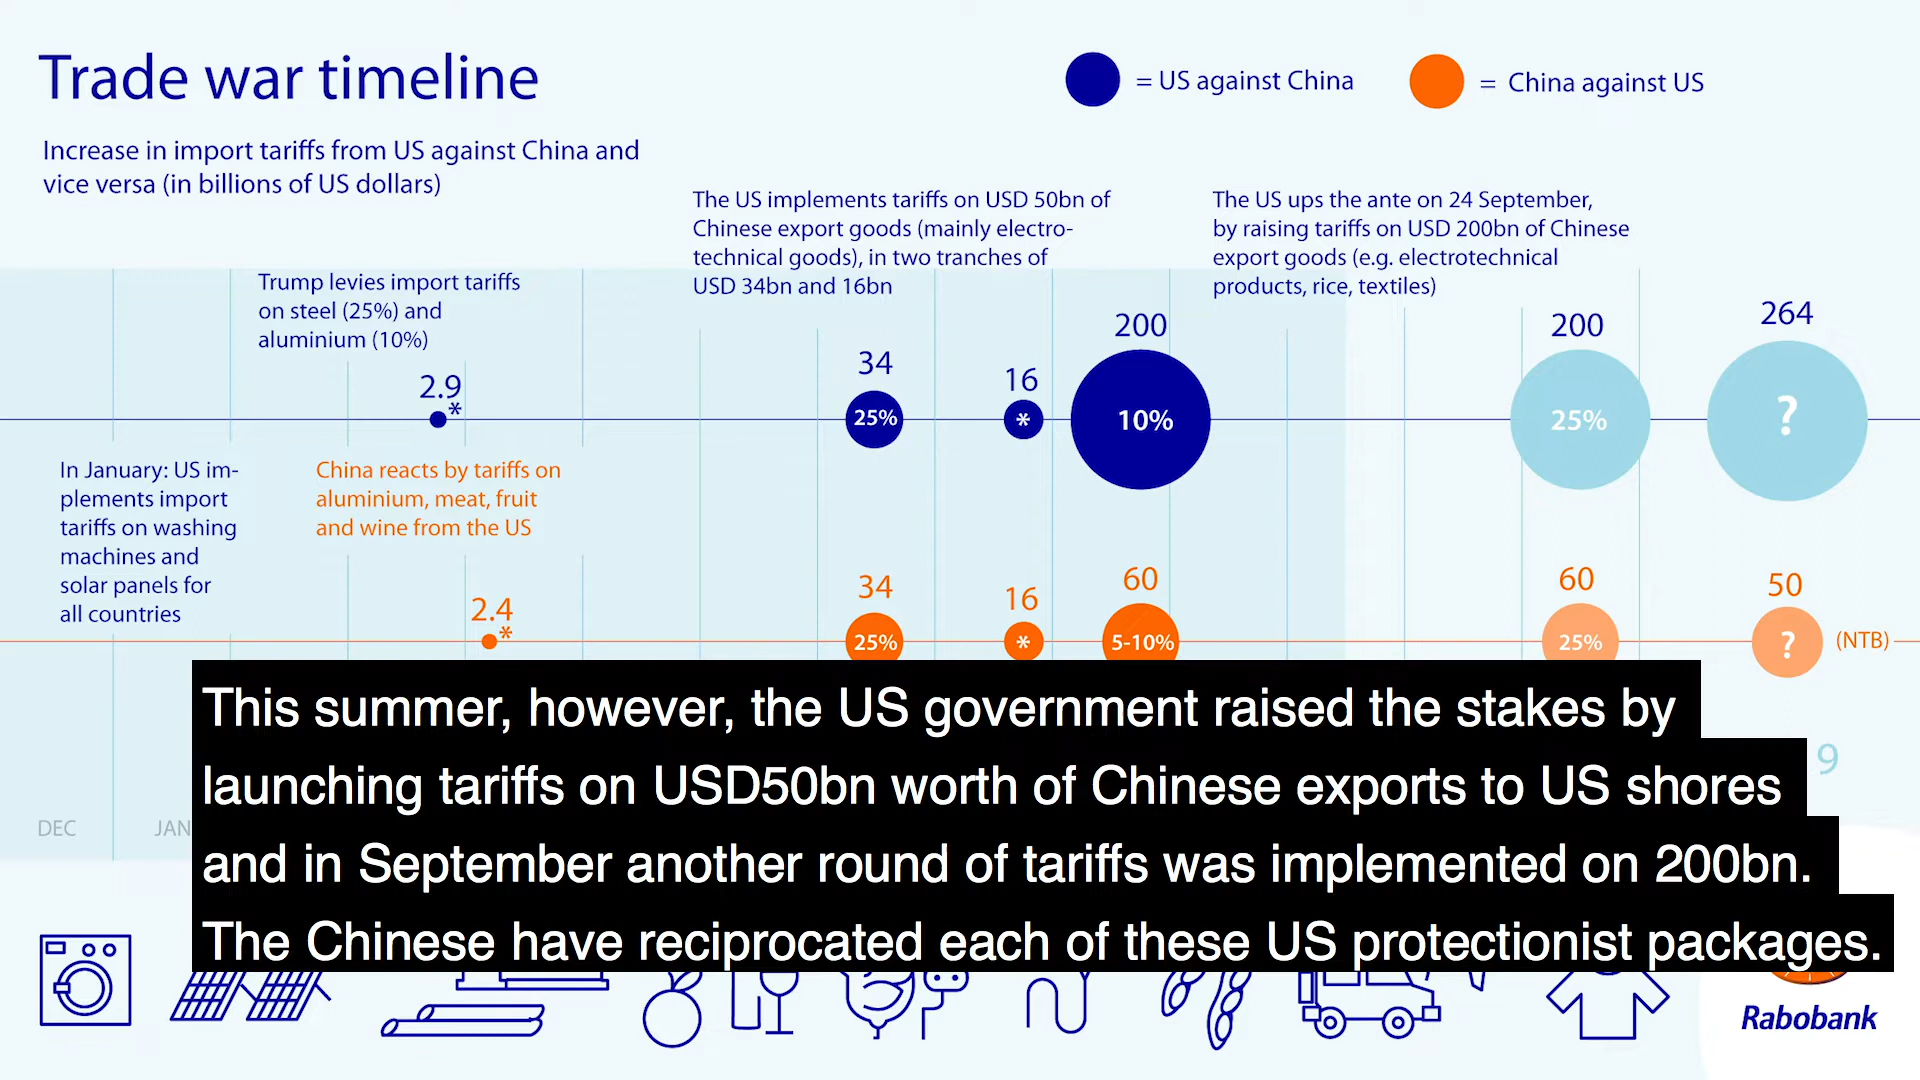 Trade war timeline
= US against China
= China against US
Increase in import tariffs from US against China and
vice versa (in billions of US dollars)
The US implements tariffs on USD 50bn of
Chinese export goods (mainly electro-
technical goods), in two tranches of
USD 34bn and 16bn
The US ups the ante on 24 September,
by raising tariffs on USD 200bn of Chinese
export goods (e.g. electrotechnical
products, rice, textiles)
Trump levies import tariffs
on steel (25%) and
aluminium (10%)
2.9
*
34
25%
16
*
200
10%
200
25%
264
?
In January: US im-
plements import
tariffs on washing
machines and
solar panels for
all countries
China reacts by tariffs on
aluminium, meat, fruit
and wine from the US
2.4
*
34
25%
16
*
60
5-10%
60
25%
50
?
(NTB)
This summer, however, the US government raised the stakes by
launching tariffs on USD50bn worth of Chinese exports to US shores
and in September another round of tariffs was implemented on 200bn.
The Chinese have reciprocated each of these US protectionist packages.
9
DEC
JAN
Rabobank